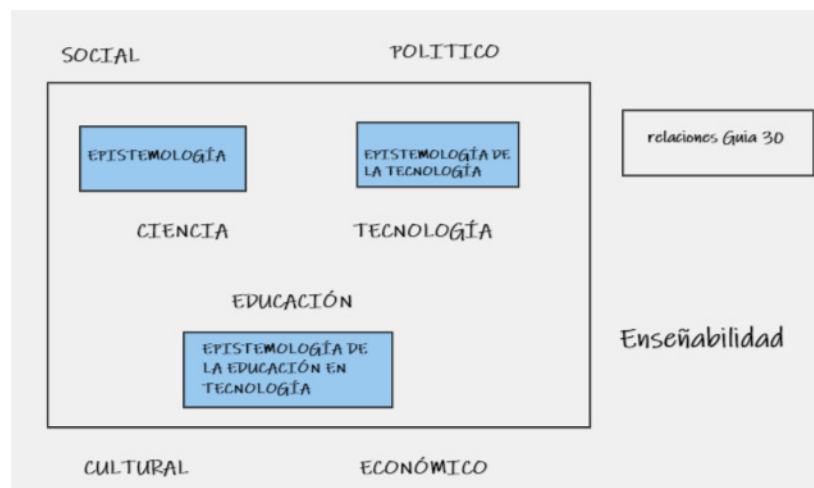 SOCIAL
POLITICO
EPISTEMOLOGÍA
EPISTEMOLOGÍA DE
LA TECNOLOGÍA
relaciones Guia 30
CIENCIA
TECNOLOGÍA
EDUCACIÓN
EPISTEMOLOGÍA DE
LA EDUCACIÓN EN
TECNOLOGÍA
Enseñabilidad
CULTURAL
ECONÓMICO